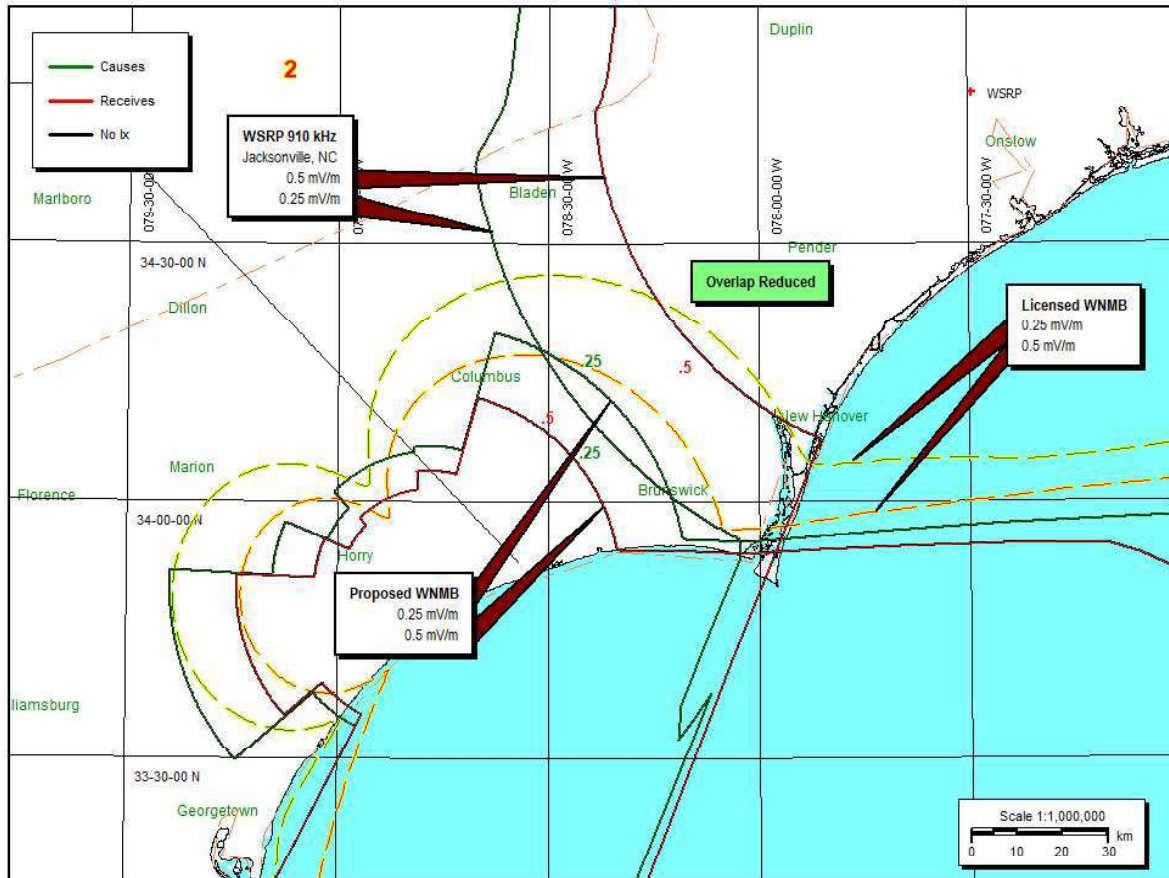 Causes
Receives
No Ix
2
Duplin
WSRP 910 kHz
Jacksonville, NC
0.5 mV/m
0.25 mV/m
WSRP
Onslow
Marlboro
079-30-00
Bladen
078-30-00 W
078-00-00 W
077-30-00 W
Pender
34-30-00 N
Overlap Reduced
Licensed WNMB
0.25 mV/m
0.5 mV/m
Dillon
Columbus
.25
.5
.5
.25
New Hanover
Marion
Florence
Brunswick
34-00-00 N
Horry
Proposed WNMB
0.25 mV/m
0.5 mV/m
liamsburg
33-30-00 N
Georgetown
Scale 1:1,000,000
km
0 10 20 30